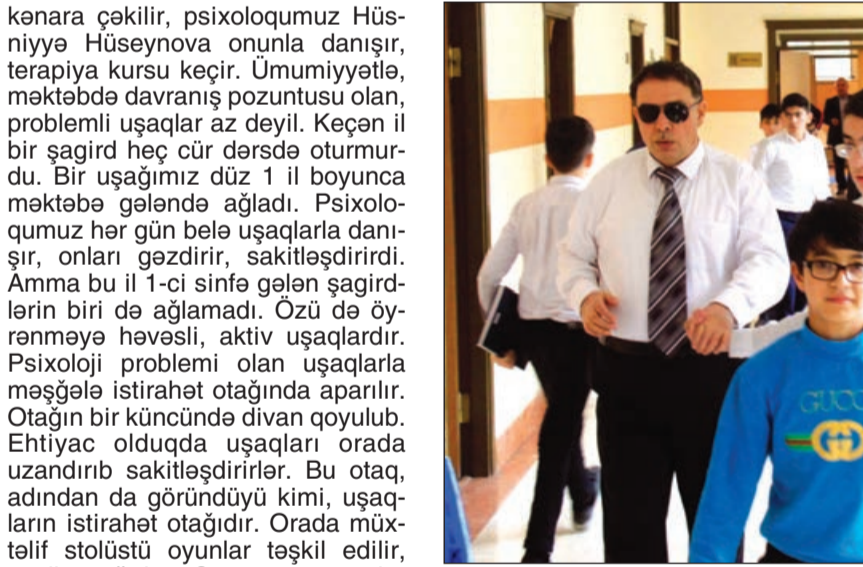 kənara çəkilir, psixoloqumuz Hüs-
niyyə Hüseynova onunla danışır,
terapiya kursu keçir. Ümumiyyətlə,
məktəbdə davranış pozuntusu olan,
problemli uşaqlar az deyil. Keçən il
bir şagird heç cür dərsdə oturmur-
du. Bir uşağımız düz 1 il boyunca
məktəbə gələndə ağladı. Psixolo-
qumuz hər gün belə uşaqlarla danı-
şır, onları gəzdirir, sakitləşdirirdi.
Amma bu il 1-ci sinfə gələn şagird-
lərin biri də ağlamadı. Özü də öy-
rənməyə həvəsli, aktiv uşaqlardır.
Psixoloji problemi olan uşaqlarla
məşğələ istirahət otağında aparılır.
Otağın bir küncündə divan qoyulub.
Ehtiyac olduqda uşaqları orada
uzandırıb sakitləşdirirlər. Bu otaq,
adından da göründüyü kimi, uşaq-
ların istirahət otağıdır. Orada müx-
təlif stolüstü oyunlar təşkil edilir,
GUCC